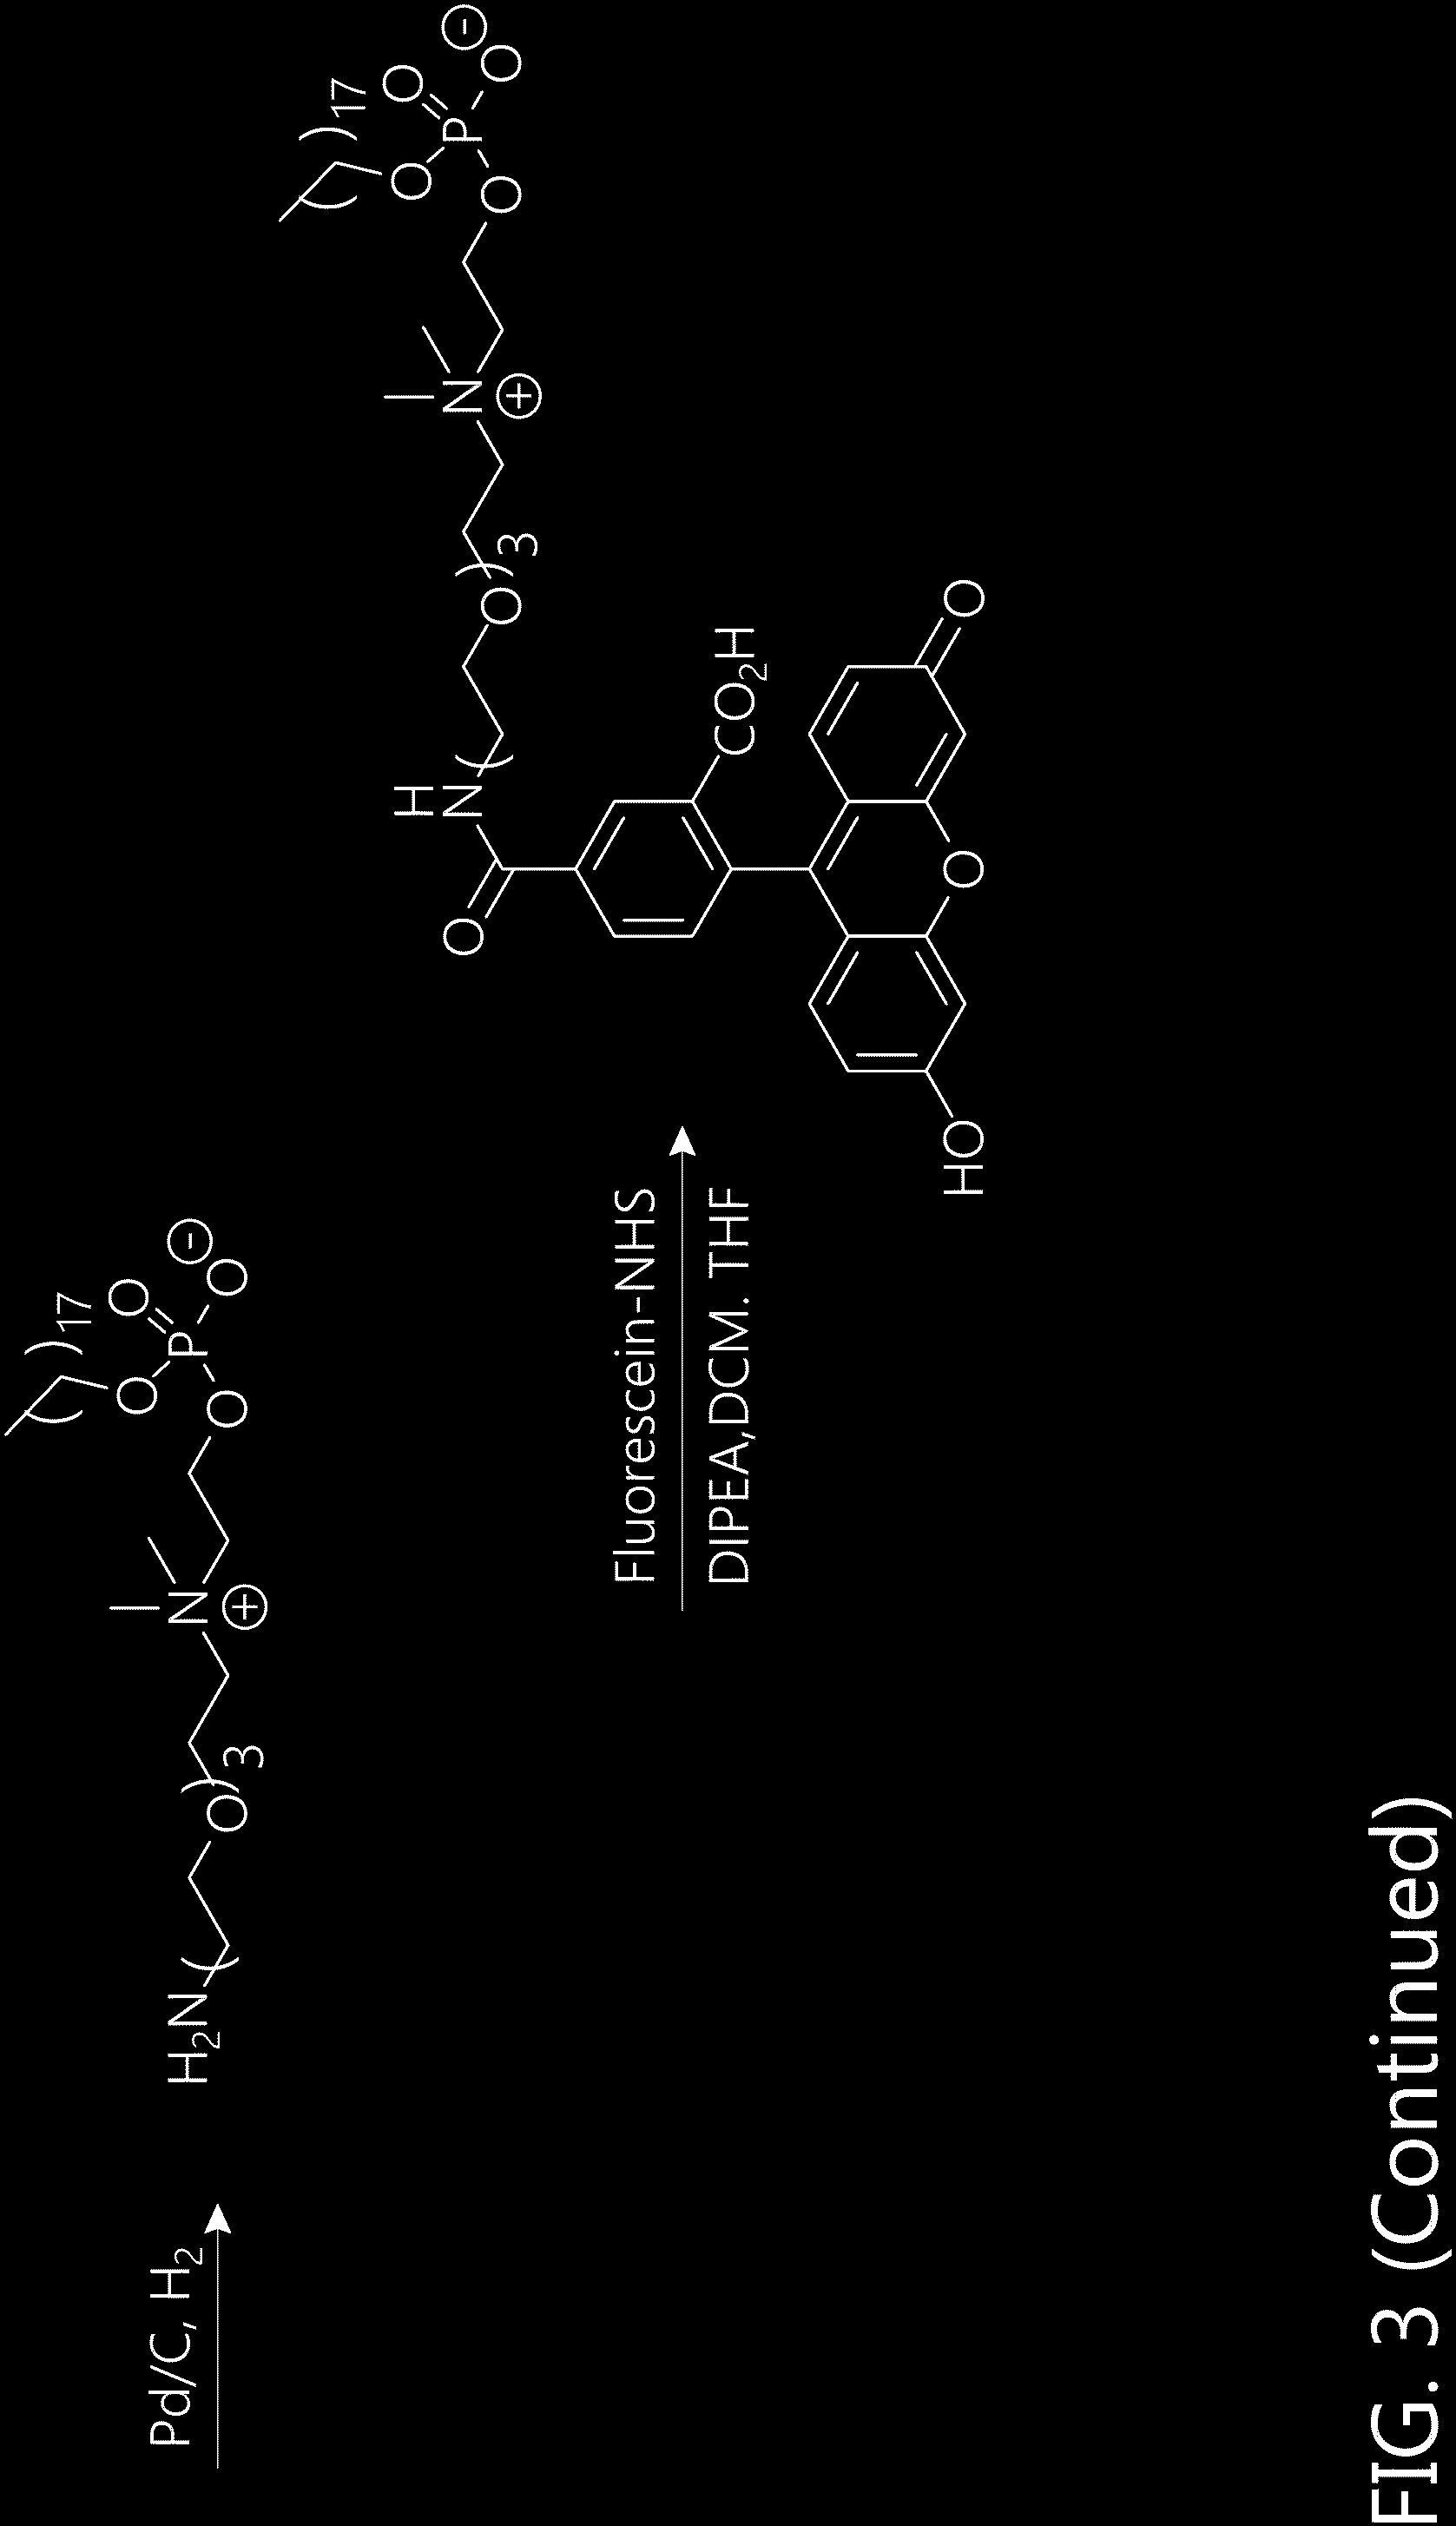 Pd/C, H2
H2N
O
3
N
+
O
P
O
O
O
-
17
Fluorescein-NHS
DIPEA,DCM. THF
O
H
N
O
3
N
+
O
P
O
O
O
-
17
CO2H
HO
O
O
FIG. 3 (Continued)